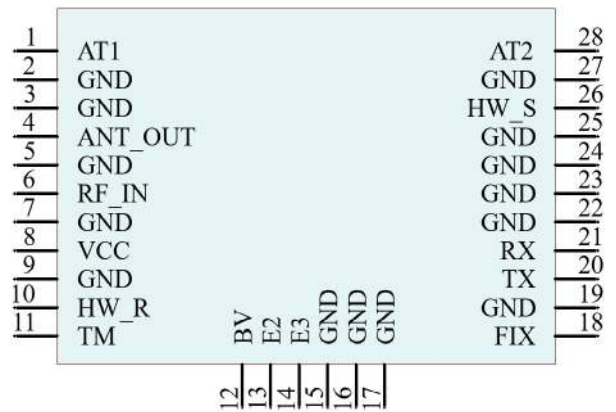 1 AT1
2 GND
3 GND
4 ANT_OUT
5 GND
6 RF_IN
7 GND
8 VCC
9 GND
10 HW_R
11 TM
12 BV
13 E2
14 E3
15 GND
16 GND
17 GND
AT2 28
GND 27
HW_S 26
GND 25
GND 24
GND 23
GND 22
RX 21
TX 20
GND 19
FIX 18